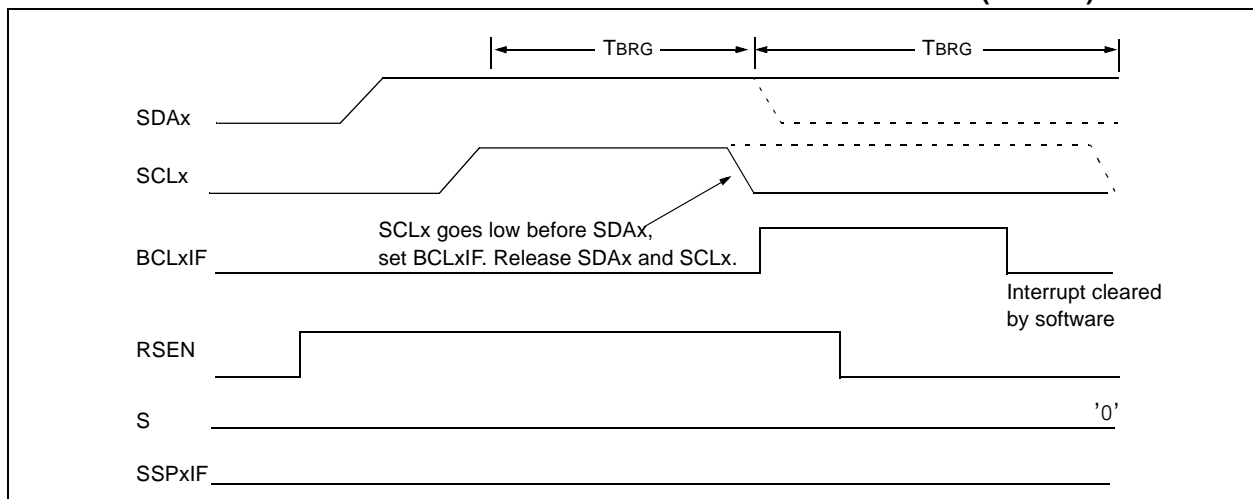 TBRG
TBRG
SDAx
SCLx
SCLx goes low before SDAx,
set BCLxIF. Release SDAx and SCLx.
BCLxIF
Interrupt cleared
by software
RSEN
S
'0'
SSPxIF